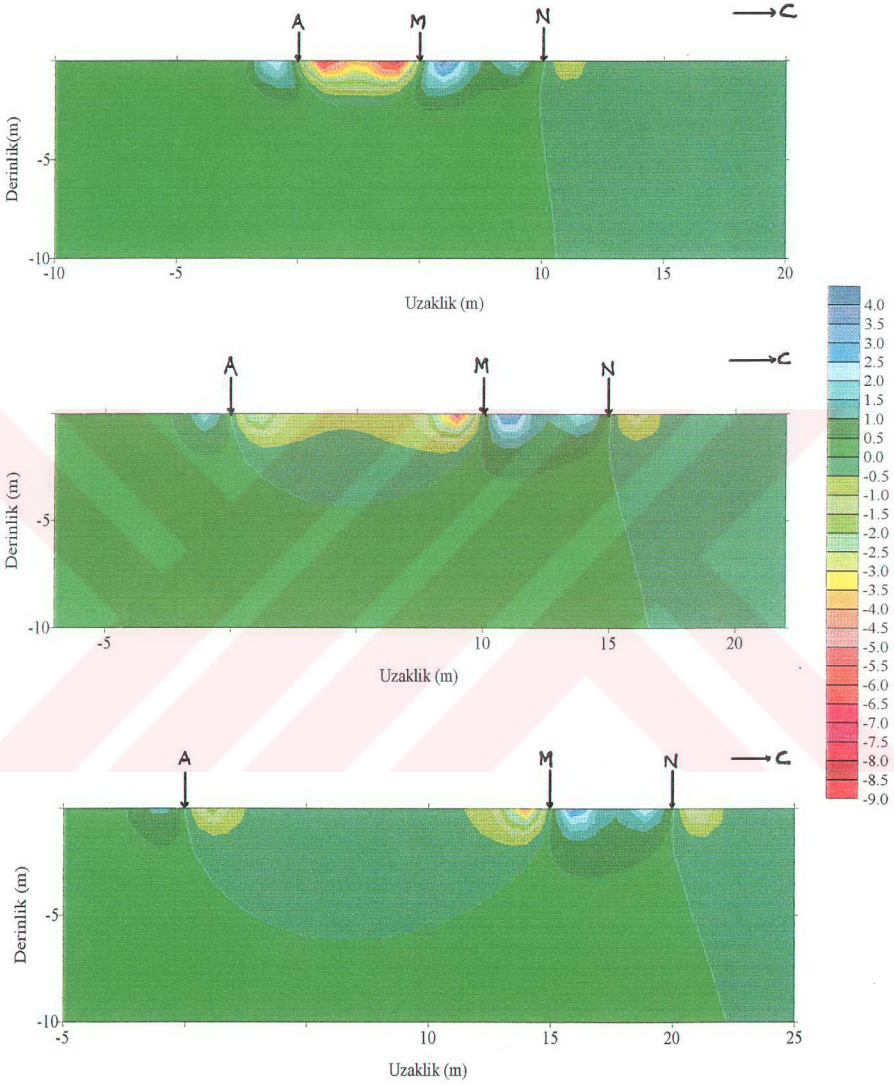 A M N → C
Derinlik(m)
-5
-10
-10 -5 10 15 20
Uzaklik (m)
4.0
3.5
3.0
2.5
2.0
1.5
1.0
0.5
0.0
-0.5
-1.0
-1.5
-2.0
-2.5
-3.0
-3.5
-4.0
-4.5
-5.0
-5.5
-6.0
-6.5
-7.0
-7.5
-8.0
-8.5
-9.0
A M N → C
Derinlik (m)
-5
-10
-5 10 15 20
Uzaklik (m)
A M N → C
Derinlik (m)
-5
-10
-5 10 15 20 25
Uzaklik (m)